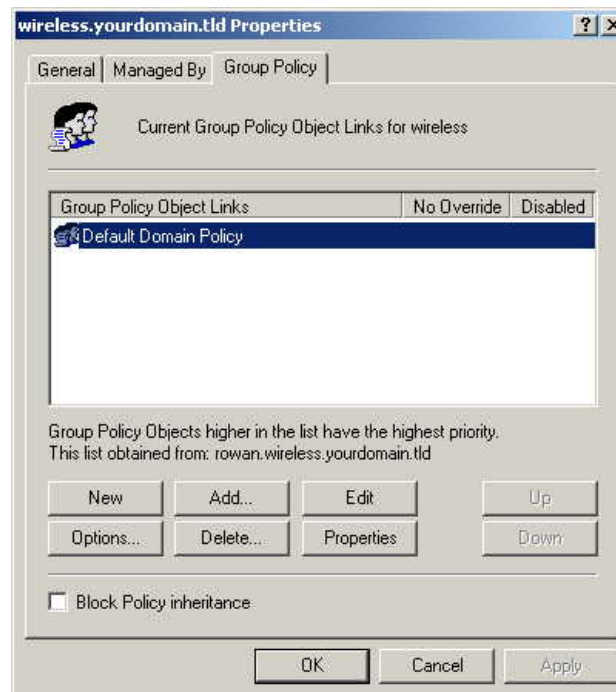 wireless.yourdomain.tld Properties
General Managed By Group Policy
Current Group Policy Object Links for wireless
Group Policy Object Links No Override Disabled
Default Domain Policy
Group Policy Objects higher in the list have the highest priority.
This list obtained from: rowan.wireless.yourdomain.tld
New Add... Edit Up
Options... Delete... Properties Down
Block Policy inheritance
OK Cancel Apply